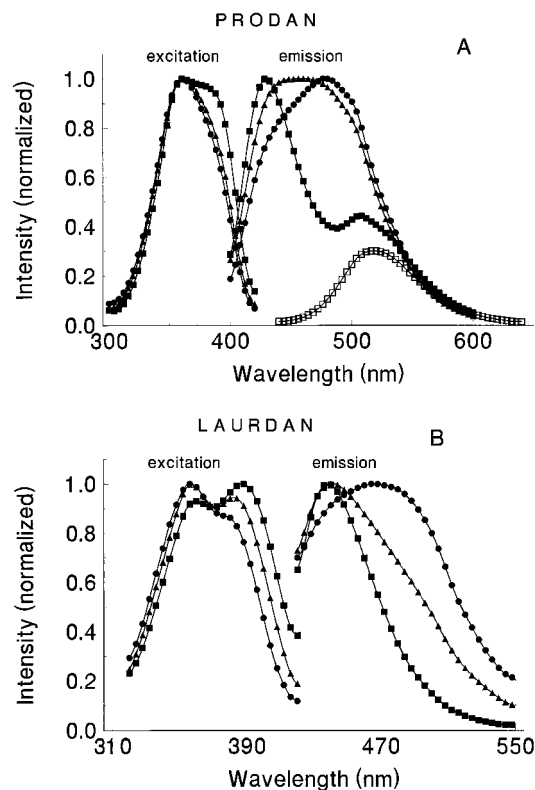 PRODAN
A
excitation emission
1.0
0.8
0.6
0.4
0.2
0.0
Intensity (normalized)
300 400 500 600
Wavelength (nm)
LAURDAN
B
excitation emission
1.0
0.8
0.6
0.4
0.2
0.0
Intensity (normalized)
310 390 470 550
Wavelength (nm)